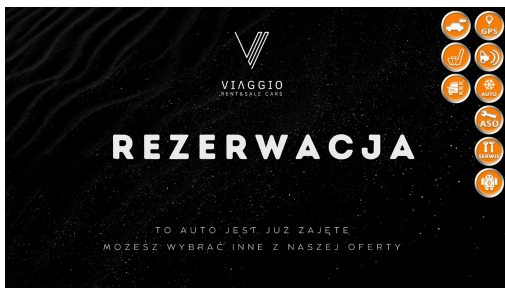 VIAGGIO
RENT&SALE CARS
REZERWACJA
TO AUTO JEST JUŻ ZAJĘTE
MOŻESZ WYBRAĆ INNE Z NASZEJ OFERTY
GPS
AUTO
ASO
SERWIS